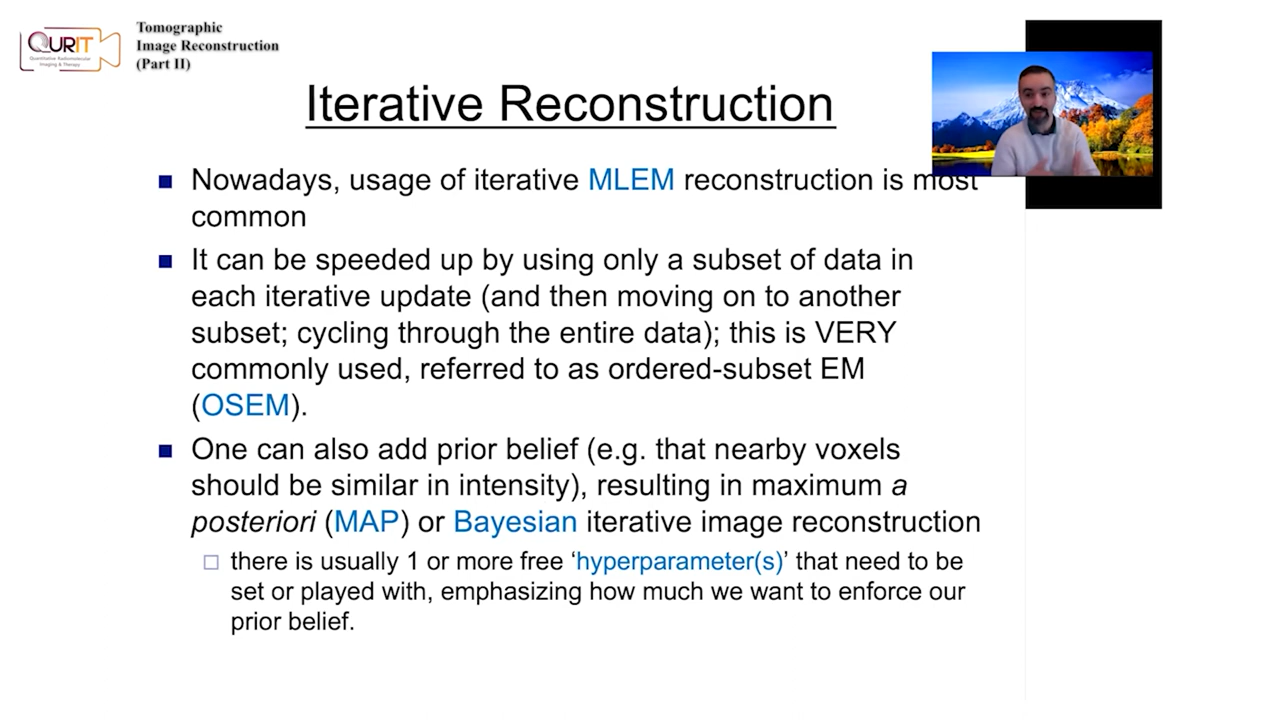 QURIT
Quantitative Radiomolecular
Imaging & Therapy
Tomographic
Image Reconstruction
(Part II)
Iterative Reconstruction
Nowadays, usage of iterative MLEM reconstruction is most
common
It can be speeded up by using only a subset of data in
each iterative update (and then moving on to another
subset; cycling through the entire data); this is VERY
commonly used, referred to as ordered-subset EM
(OSEM).
One can also add prior belief (e.g. that nearby voxels
should be similar in intensity), resulting in maximum a
posteriori (MAP) or Bayesian iterative image reconstruction
there is usually 1 or more free ‘hyperparameter(s)’ that need to be
set or played with, emphasizing how much we want to enforce our
prior belief.